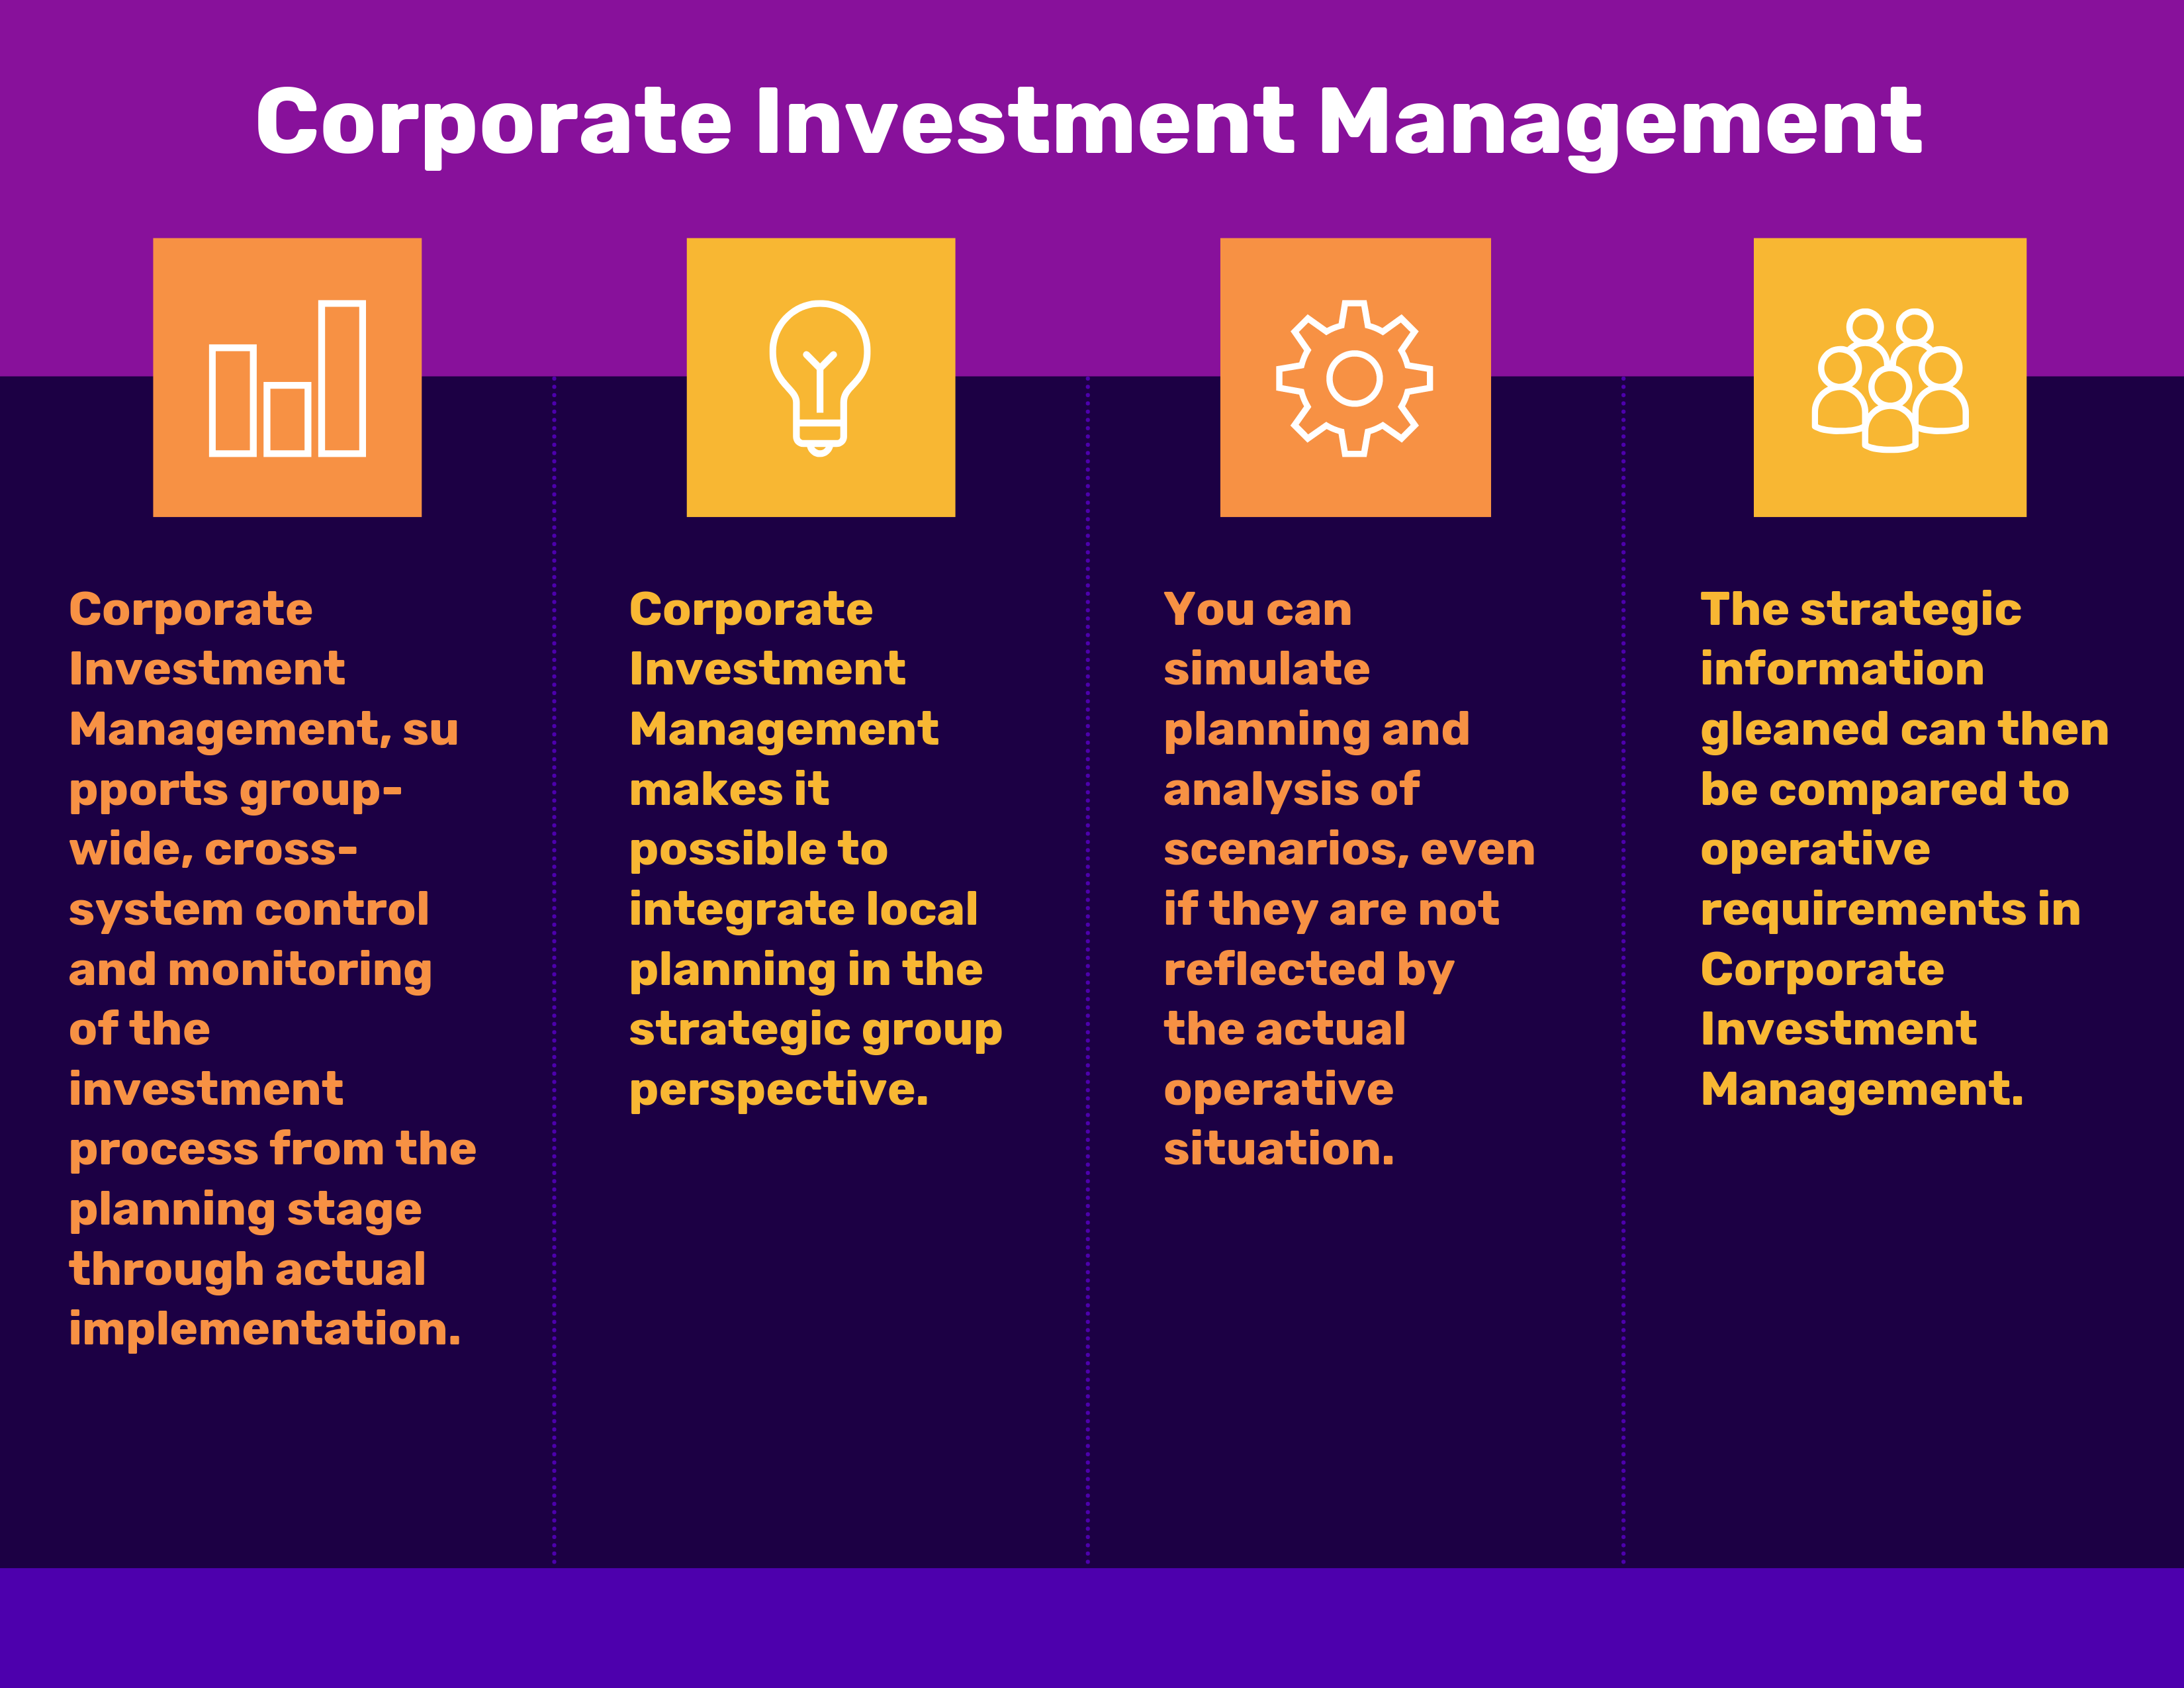 Corporate Investment Management
Corporate
Investment
Management, su
pports group-
wide, cross-
system control
and monitoring
of the
investment
process from the
planning stage
through actual
implementation.
Corporate
Investment
Management
makes it
possible to
integrate local
planning in the
strategic group
perspective.
You can
simulate
planning and
analysis of
scenarios, even
if they are not
reflected by
the actual
operative
situation.
The strategic
information
gleaned can then
be compared to
operative
requirements in
Corporate
Investment
Management.